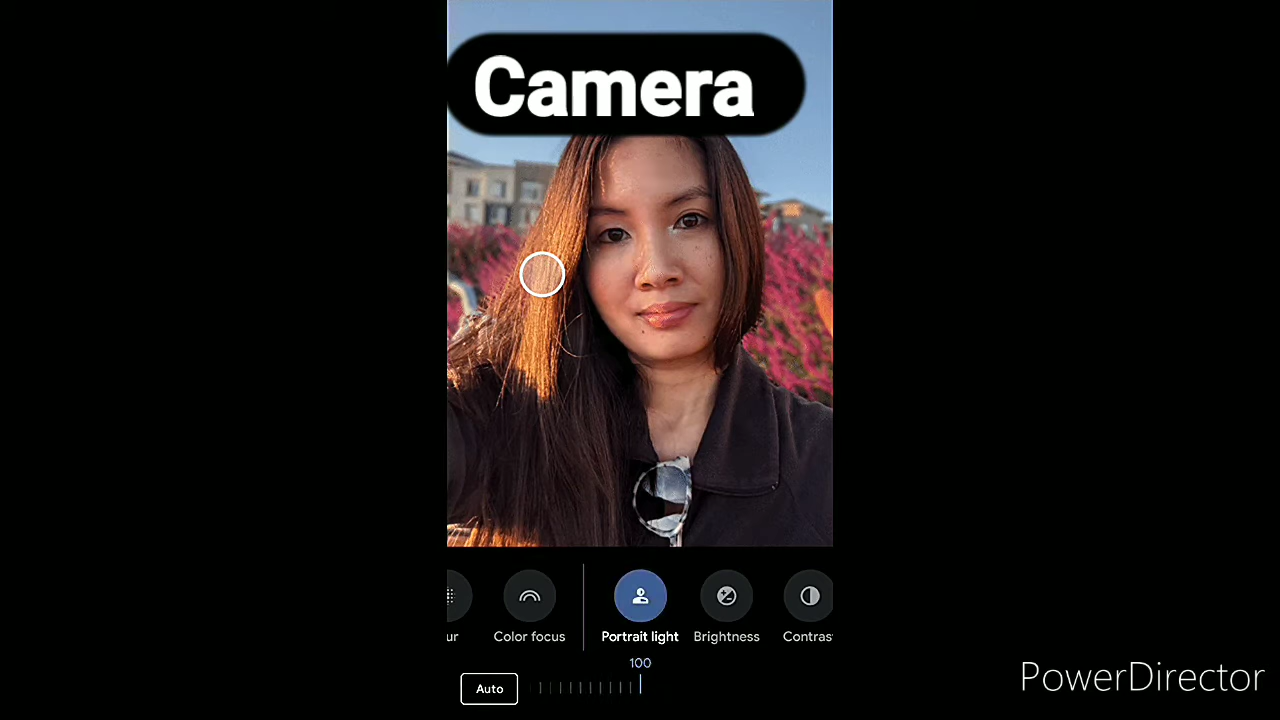 Camera
ur
Color focus
Portrait light
Brightness
Contras
100
Auto
PowerDirector